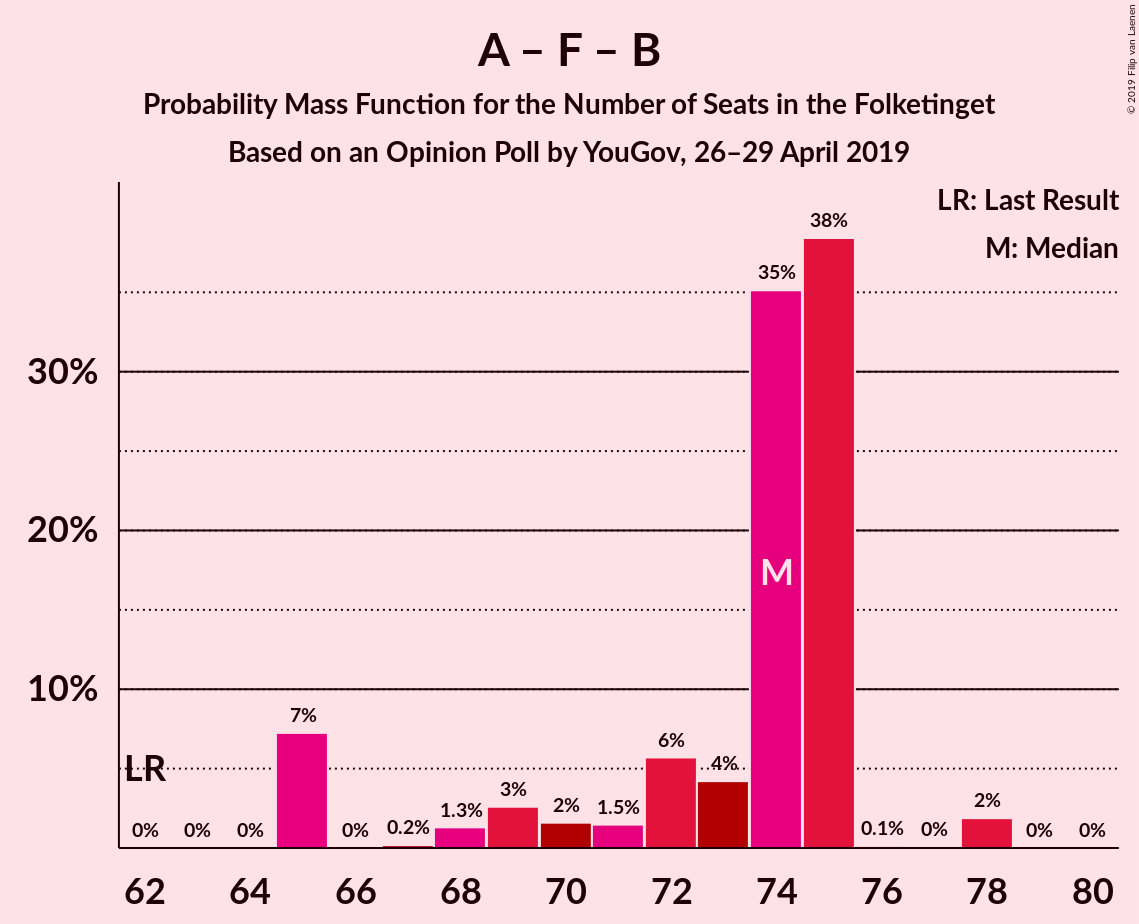 A – F – B
Probability Mass Function for the Number of Seats in the Folketinget
Based on an Opinion Poll by YouGov, 26–29 April 2019
© 2019 Filip van Laenen
LR: Last Result
M: Median
30%
20%
10%
LR
M
0% 0% 0% 7% 0% 0.2% 1.3% 3% 2% 1.5% 6% 4% 35% 38% 0.1% 0% 2% 0% 0%
62 64 66 68 70 72 74 76 78 80